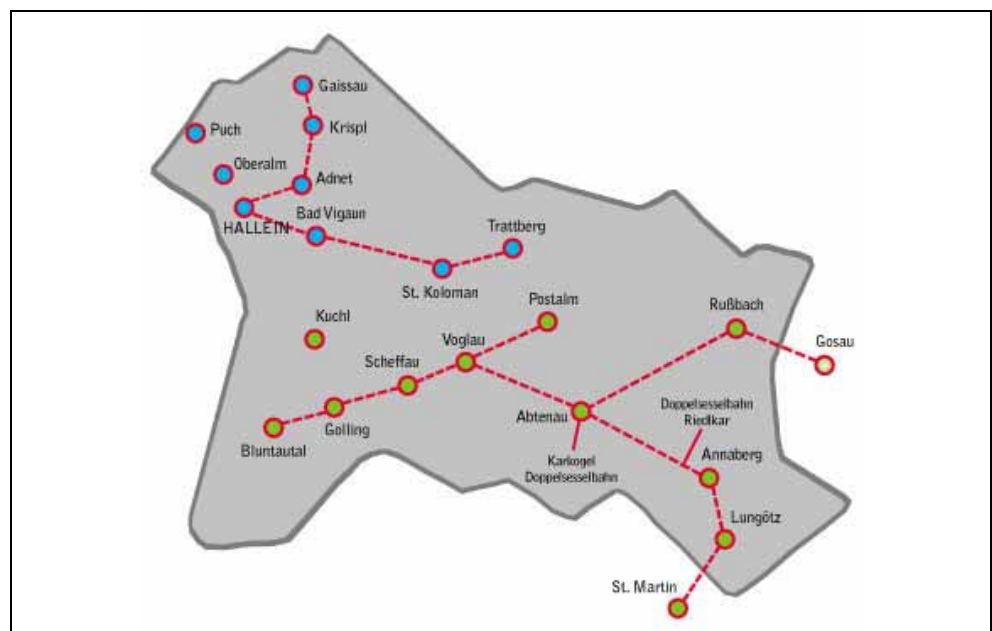 Gaissau
Puch
Krispl
Oberalm
Adnet
HALLEIN
Bad Vigaun
Trattberg
St. Koloman
Postalm
Rußbach
Kuchl
Gosau
Voglau
Scheffau
Doppelsesselbahn
Riedlkar
Abtenau
Golling
Bluntautal
Annaberg
Karkogel
Doppelsesselbahn
Lungötz
St. Martin